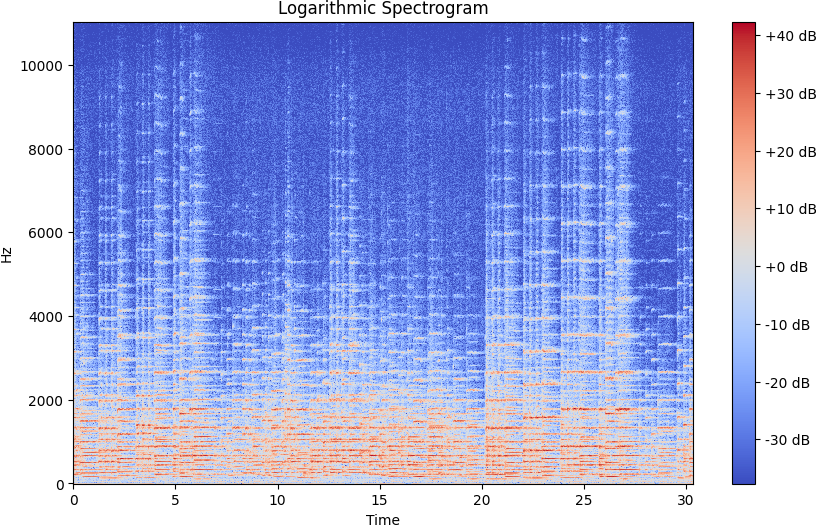 Logarithmic Spectrogram
Hz
10000
8000
6000
4000
2000
0
0 5 10 15 20 25 30
Time
+40 dB
+30 dB
+20 dB
+10 dB
+0 dB
-10 dB
-20 dB
-30 dB